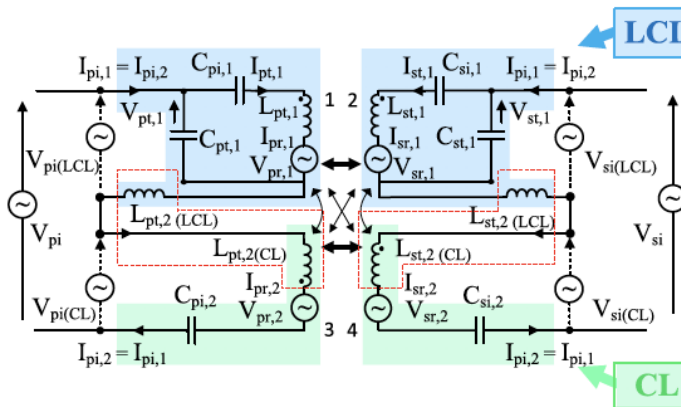 LCL
I_pi,1 = I_pi,2
C_pi,1
I_pt,1
I_st,1
C_si,1
I_pi,1 = I_pi,2
V_pt,1
L_pt,1
1
2
L_st,1
V_st,1
C_pt,1
I_pr,1
I_sr,1
C_st,1
V_pi(LCL)
V_pr,1
V_sr,1
V_si(LCL)
L_pt,2 (LCL)
L_st,2 (LCL)
V_pi
V_si
L_pt,2(CL)
L_st,2 (CL)
I_pr,2
I_sr,2
V_pi(CL)
C_pi,2
V_pr,2
V_sr,2
C_si,2
V_si(CL)
3
4
I_pi,2 = I_pi,1
I_pi,2 = I_pi,1
CL